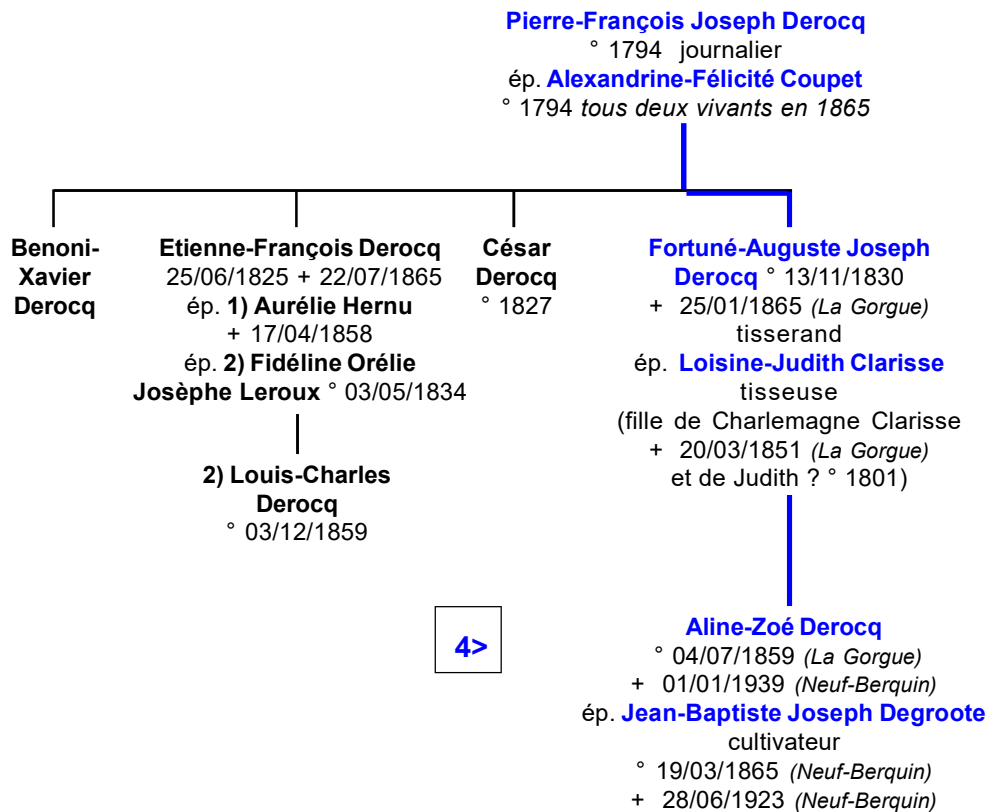 Pierre-François Joseph Derocq
° 1794 journalier
ép. Alexandrine-Félicité Coupet
° 1794 tous deux vivants en 1865
Benoni-
Xavier
Derocq
Etienne-François Derocq
25/06/1825 + 22/07/1865
ép. 1) Aurélie Hernu
+ 17/04/1858
ép. 2) Fidéline Orélie
Josèphe Leroux ° 03/05/1834
2) Louis-Charles
Derocq
° 03/12/1859
César
Derocq
° 1827
Fortuné-Auguste Joseph
Derocq ° 13/11/1830
+ 25/01/1865 (La Gorgue)
tisserand
ép. Loisine-Judith Clarisse
tisseuse
(fille de Charlemagne Clarisse
+ 20/03/1851 (La Gorgue)
et de Judith ? ° 1801)
4>
Aline-Zoé Derocq
° 04/07/1859 (La Gorgue)
+ 01/01/1939 (Neuf-Berquin)
ép. Jean-Baptiste Joseph Degroote
cultivateur
° 19/03/1865 (Neuf-Berquin)
+ 28/06/1923 (Neuf-Berquin)